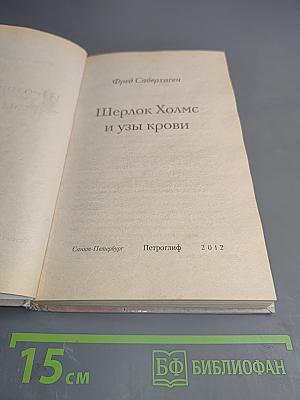 Фред Саберхаген
Шерлок Холмс
и узы крови
Санкт-Петербург Петроглиф 2012
15 см
БФ БИБЛИОФАН